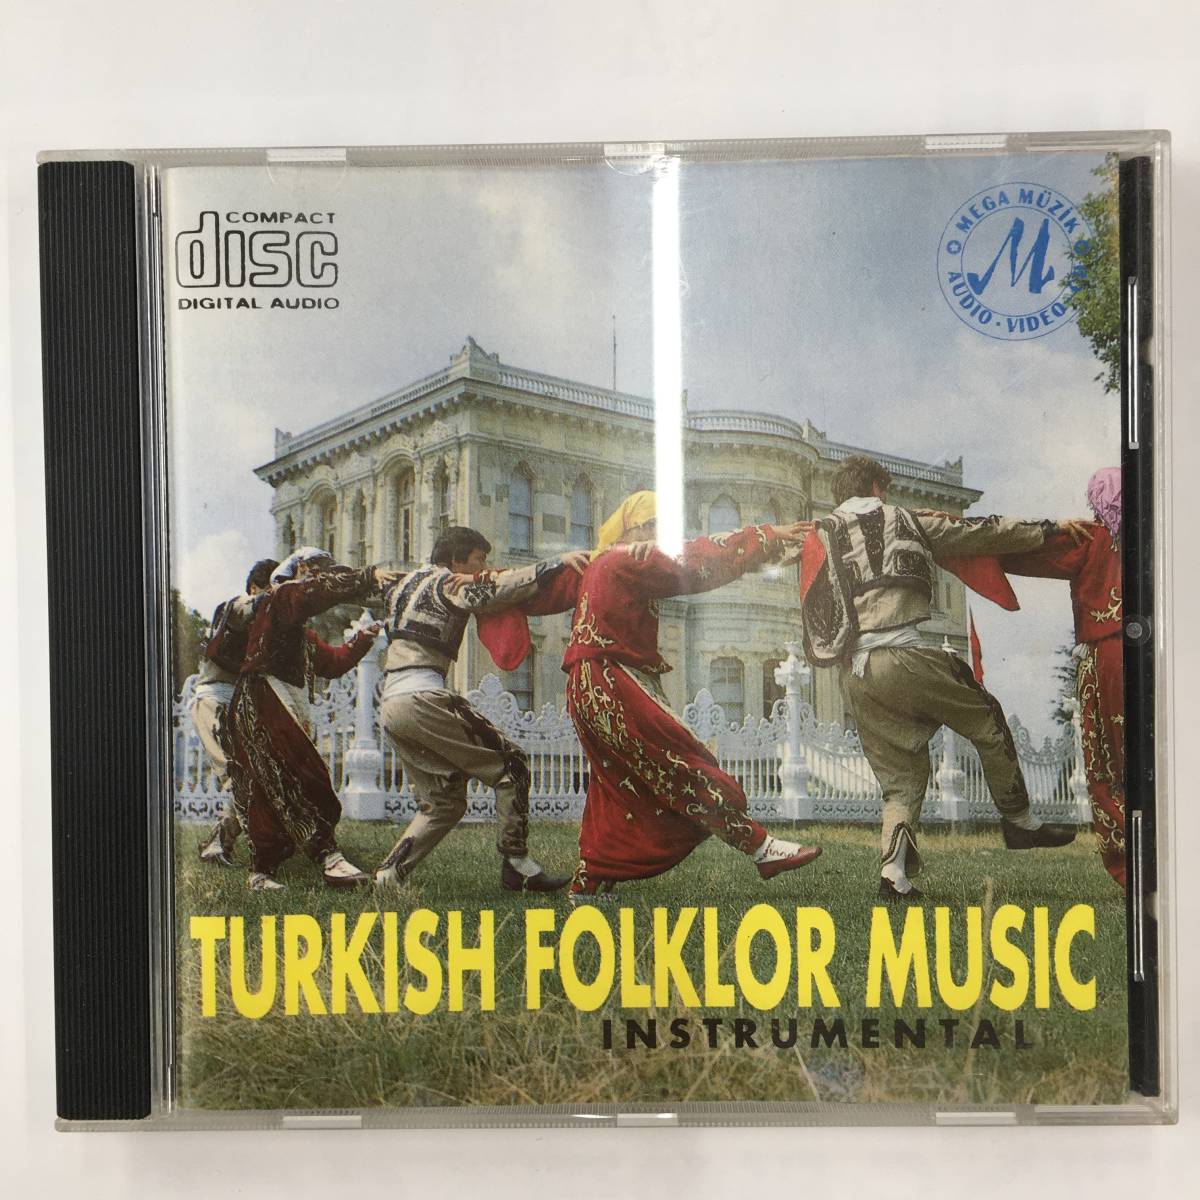 COMPACT
disc
DIGITAL AUDIO
MEGA MÜZİK
M
AUDIO · VIDEO
TURKISH FOLKLOR MUSIC
INSTRUMENTAL